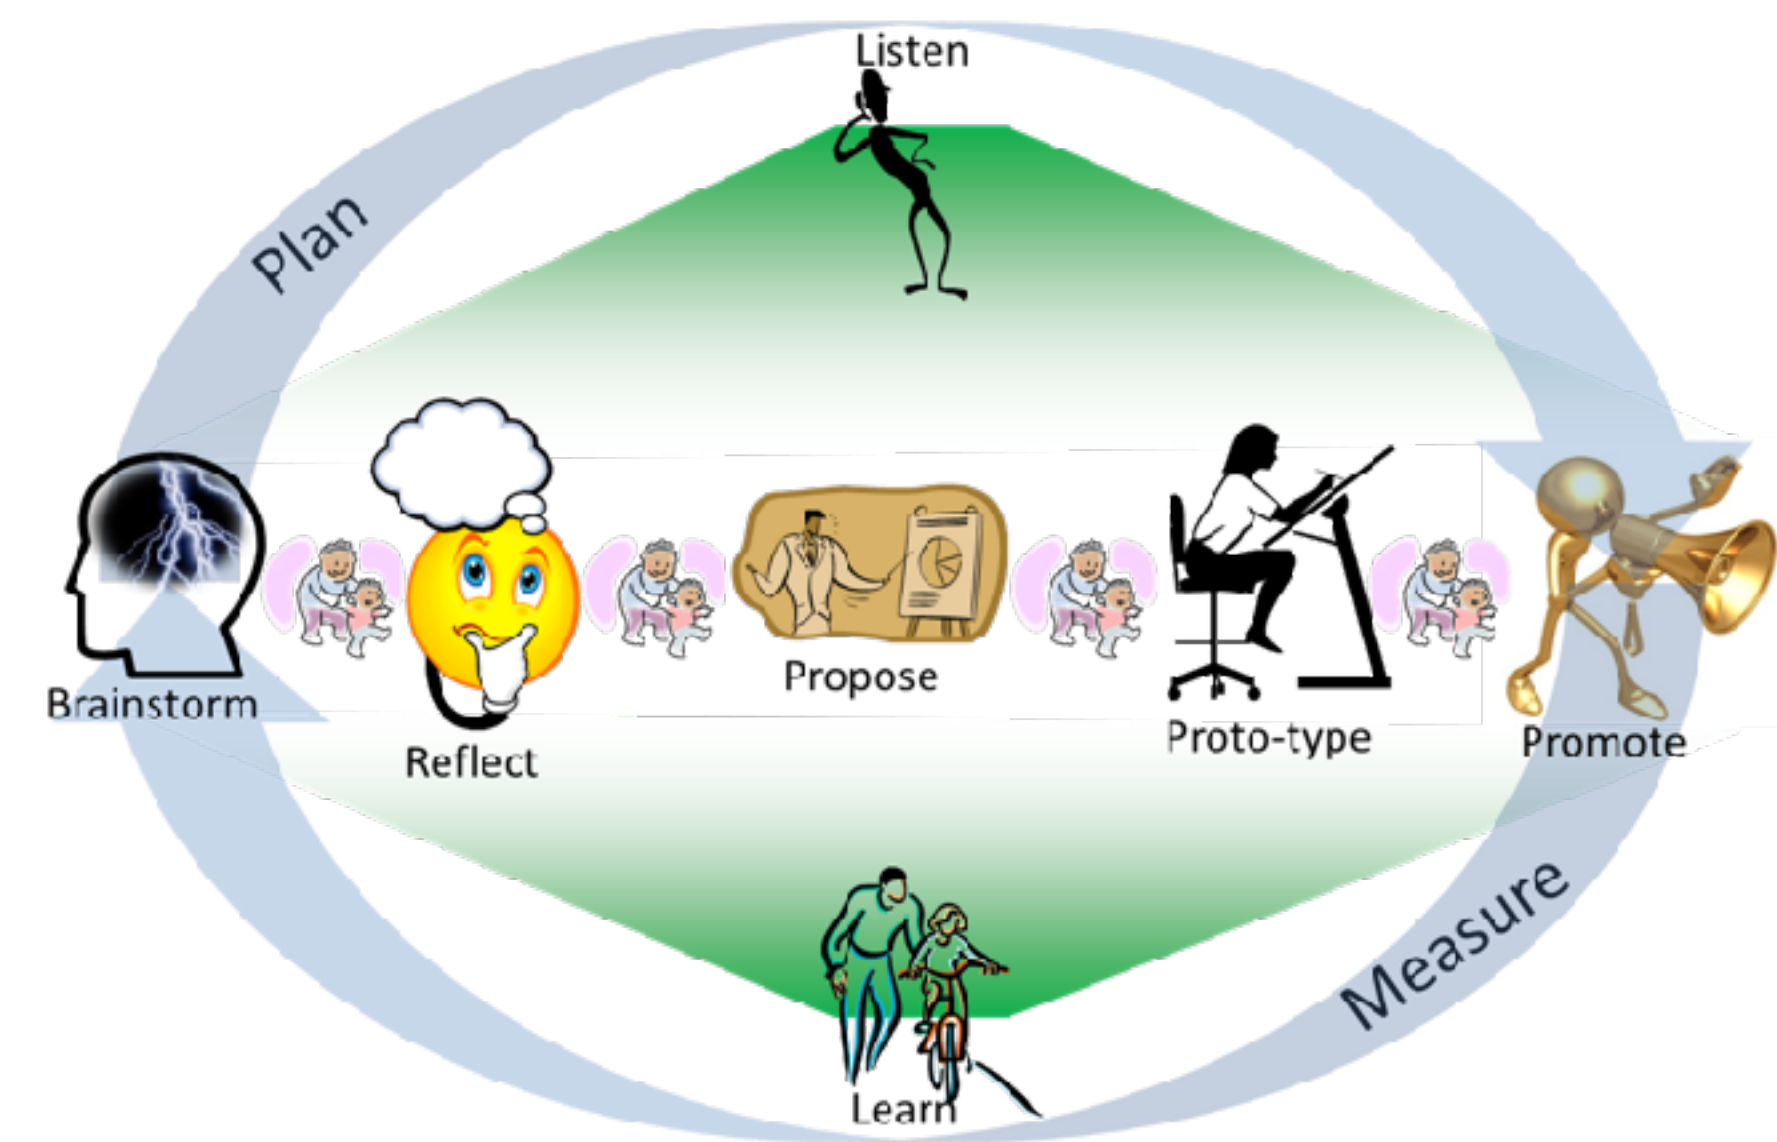 Listen
Plan
Brainstorm
Reflect
Propose
Proto-type
Promote
Measure
Learn